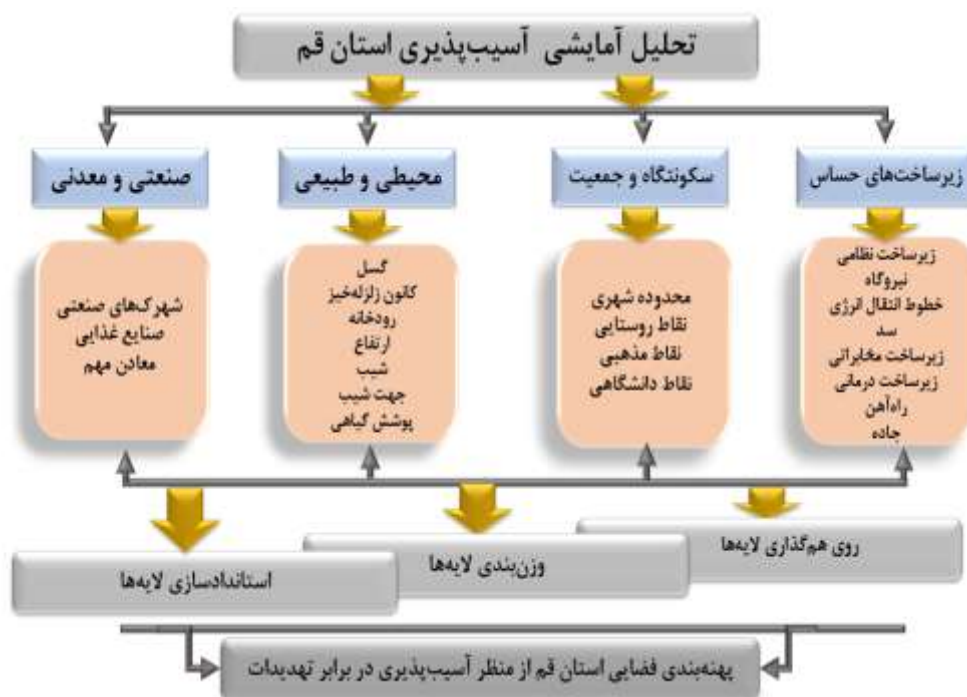 تحلیل آمایشی آسیب‌پذیری استان قم
زیرساخت‌های حساس
سکونتگاه و جمعیت
محیطی و طبیعی
صنعتی و معدنی
زیرساخت نظامی
نیروگاه
خطوط انتقال انرژی
سد
زیرساخت مخابراتی
زیرساخت درمانی
راه‌آهن
جاده
محدوده شهری
نقاط روستایی
نقاط مذهبی
نقاط دانشگاهی
گسل
کانون زلزله‌خیز
رودخانه
ارتفاع
شیب
جهت شیب
پوشش گیاهی
شهرک‌های صنعتی
صنایع غذایی
معادن مهم
روی هم‌گذاری لایه‌ها
وزن‌بندی لایه‌ها
استاندادسازی لایه‌ها
پهنه‌بندی فضایی استان قم از منظر آسیب‌پذیری در برابر تهدیدات